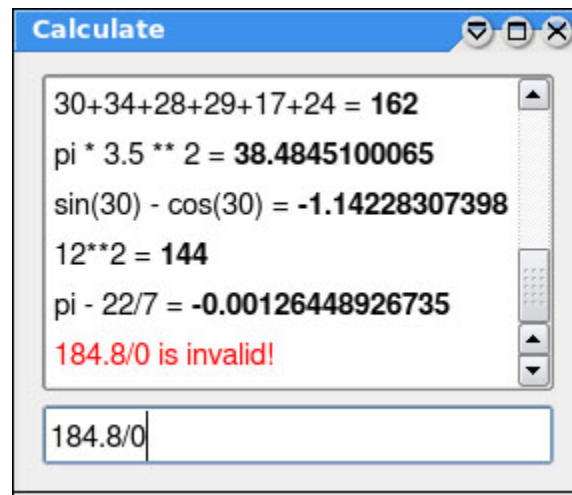 Calculate
30+34+28+29+17+24 = 162
pi * 3.5 ** 2 = 38.4845100065
sin(30) - cos(30) = -1.14228307398
12**2 = 144
pi - 22/7 = -0.00126448926735
184.8/0 is invalid!
184.8/0